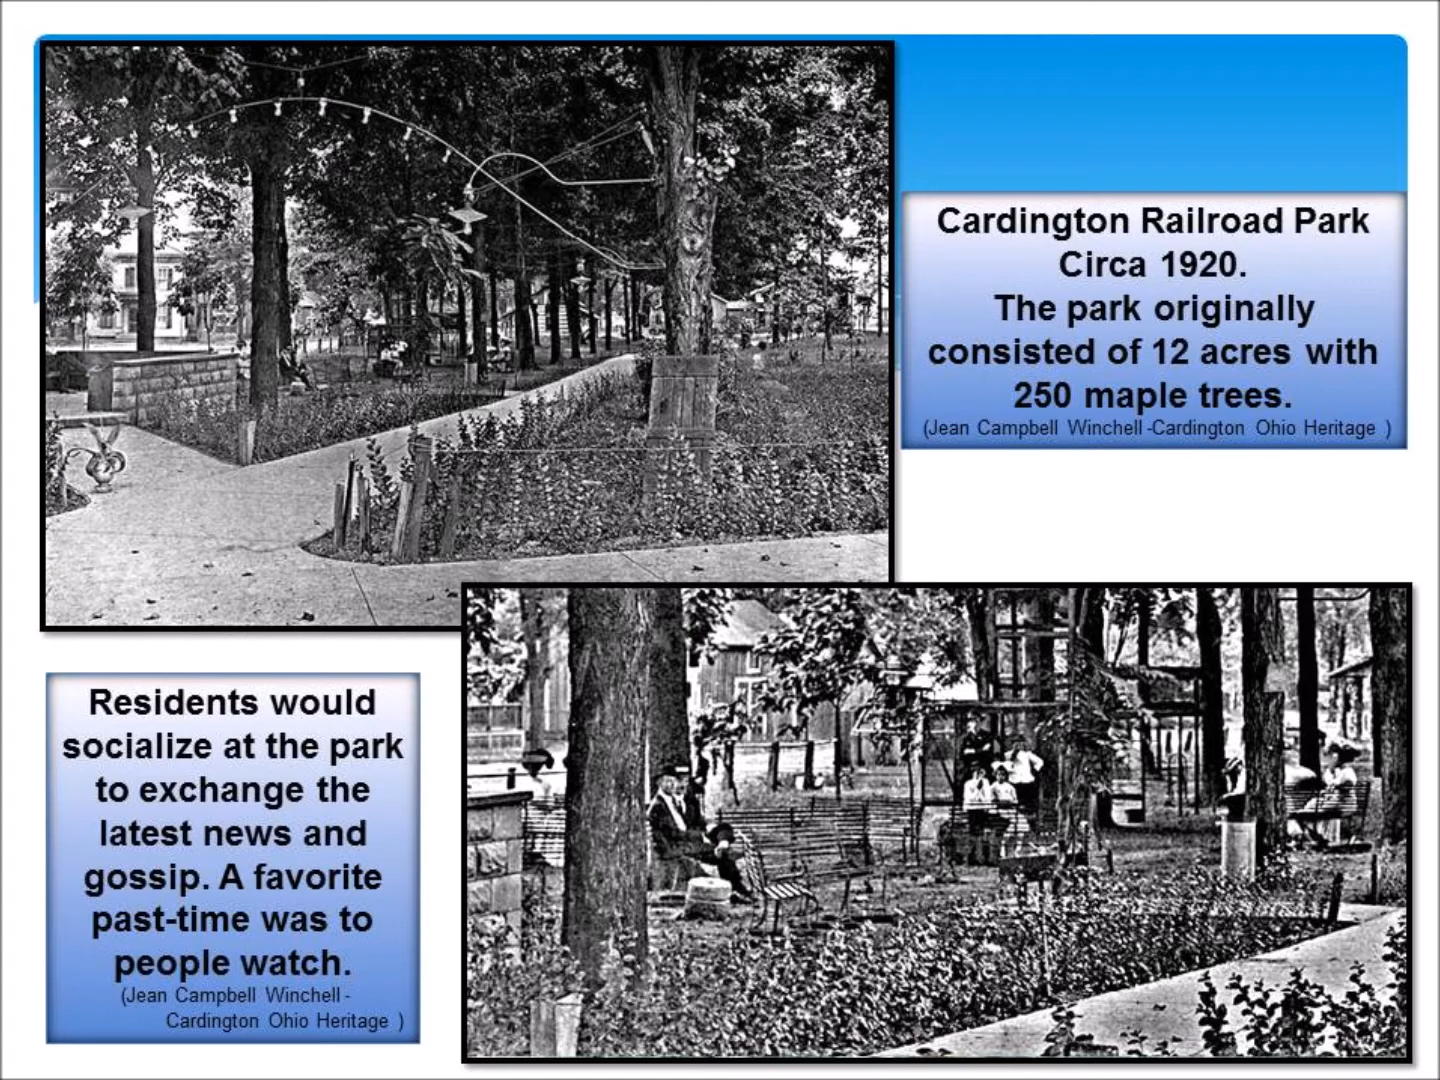 Cardington Railroad Park
Circa 1920.
The park originally
consisted of 12 acres with
250 maple trees.
(Jean Campbell Winchell -Cardington Ohio Heritage )
Residents would
socialize at the park
to exchange the
latest news and
gossip. A favorite
past-time was to
people watch.
(Jean Campbell Winchell -
Cardington Ohio Heritage )